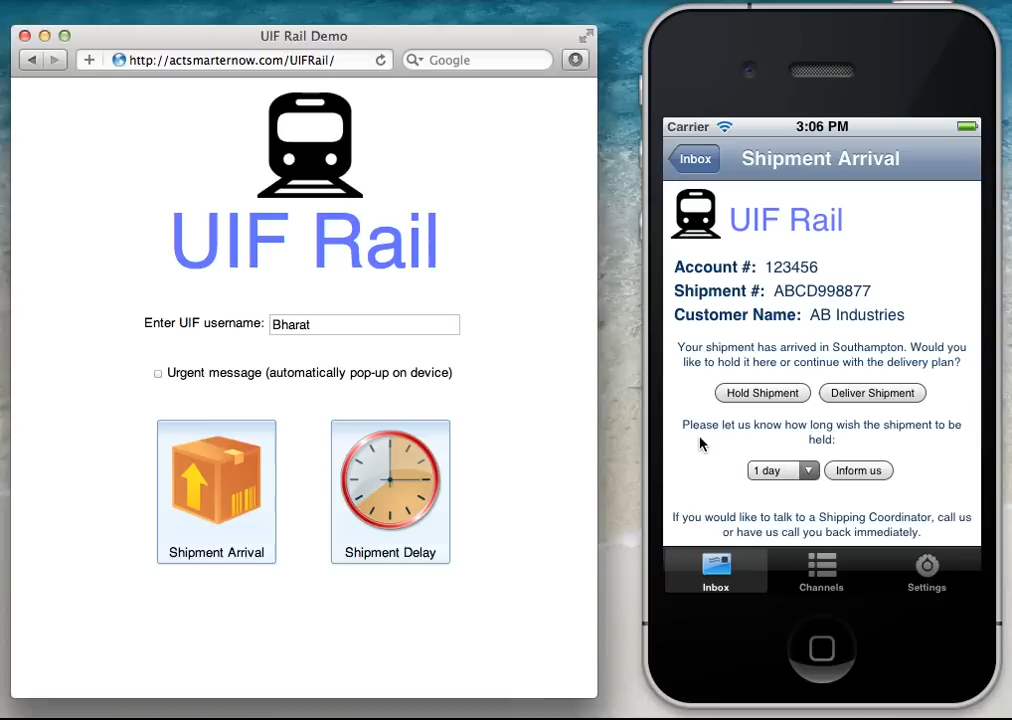 UIF Rail Demo
http://actsmarternow.com/UIFRail/
Google
UIF Rail
Enter UIF username: Bharat
Urgent message (automatically pop-up on device)
Shipment Arrival
Shipment Delay
Carrier 3:06 PM
Inbox Shipment Arrival
UIF Rail
Account #: 123456
Shipment #: ABCD998877
Customer Name: AB Industries
Your shipment has arrived in Southampton. Would you
like to hold it here or continue with the delivery plan?
Hold Shipment Deliver Shipment
Please let us know how long wish the shipment to be
held:
1 day Inform us
If you would like to talk to a Shipping Coordinator, call us
or have us call you back immediately.
Inbox Channels Settings